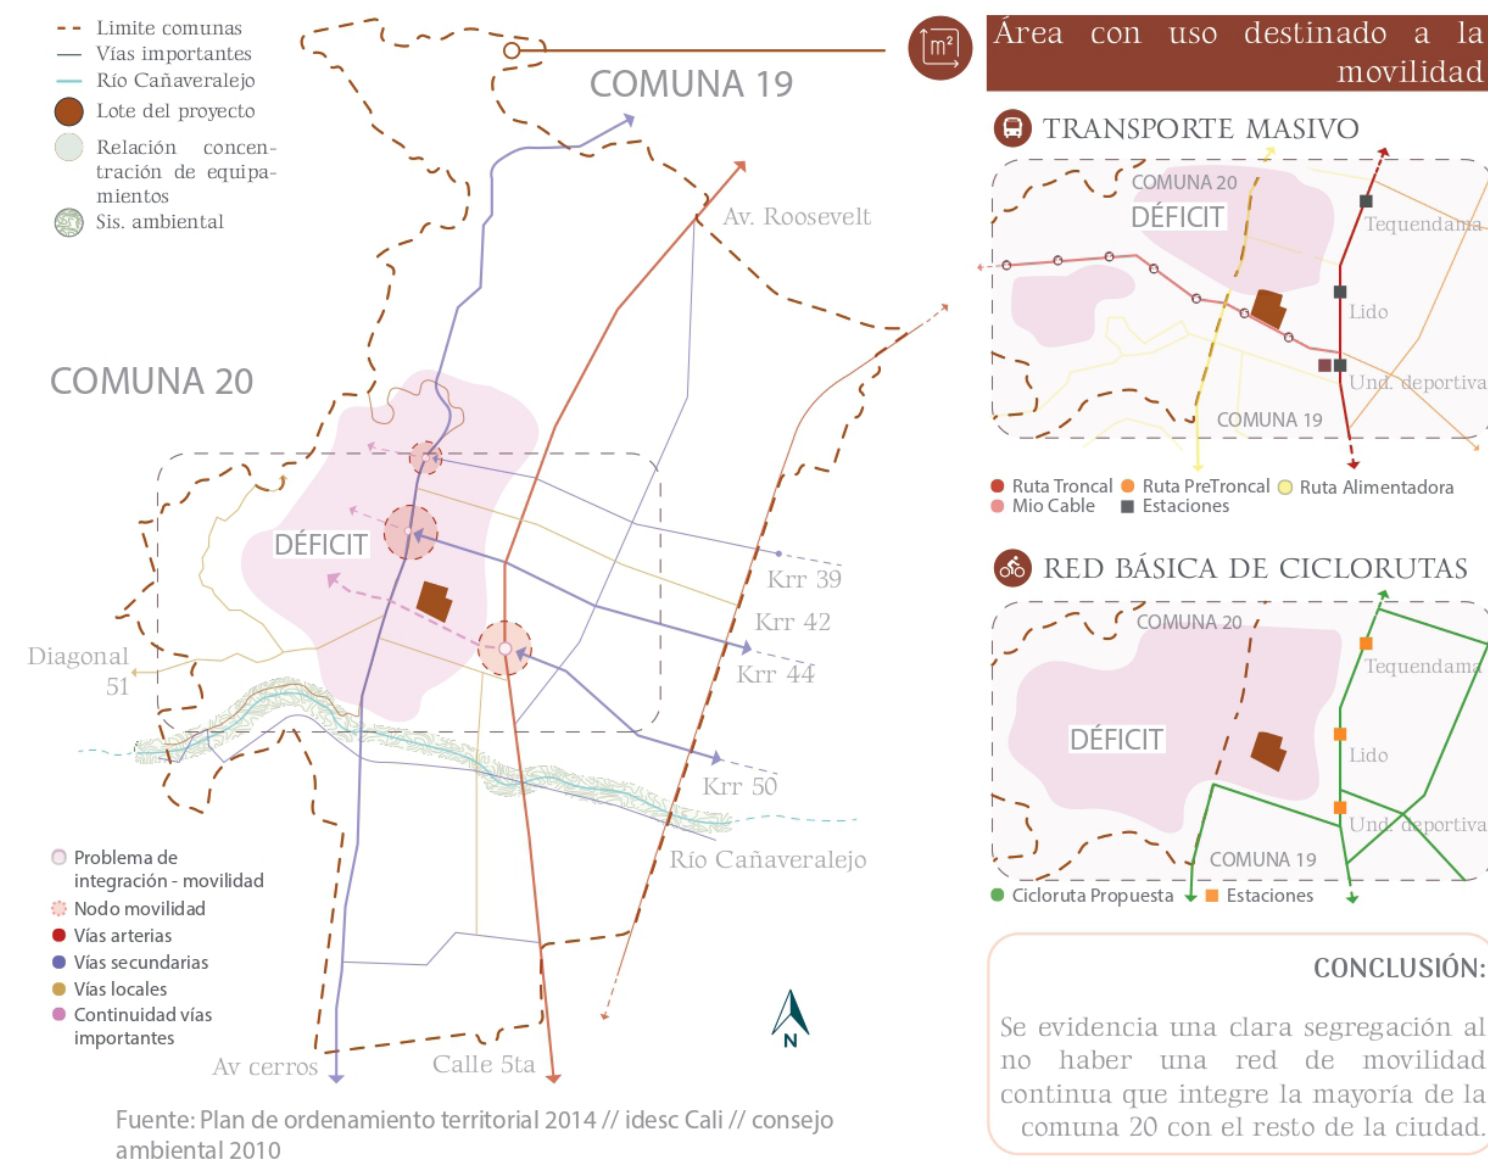 Limite comunas
Vías importantes
Río Cañaveralejo
Lote del proyecto
Relación concen-
tración de equipa-
mientos
Sis. ambiental
COMUNA 19
Av. Roosevelt
COMUNA 20
DÉFICIT
Krr 39
Krr 42
Krr 44
Diagonal
51
Krr 50
Río Cañaveralejo
Problema de
integración - movilidad
Nodo movilidad
Vías arterias
Vías secundarias
Vías locales
Continuidad vías
importantes
N
Av cerros
Calle 5ta
Fuente: Plan de ordenamiento territorial 2014 // idesc Cali // consejo
ambiental 2010
m²
Área con uso destinado a la
movilidad
TRANSPORTE MASIVO
COMUNA 20
DÉFICIT
Tequendama
Lido
Und. deportiva
COMUNA 19
Ruta Troncal
Ruta PreTroncal
Ruta Alimentadora
Mio Cable
Estaciones
RED BÁSICA DE CICLORUTAS
COMUNA 20
Tequendama
DÉFICIT
Lido
Und. deportiva
COMUNA 19
Cicloruta Propuesta
Estaciones
CONCLUSIÓN:
Se evidencia una clara segregación al
no haber una red de movilidad
continua que integre la mayoría de la
comuna 20 con el resto de la ciudad.